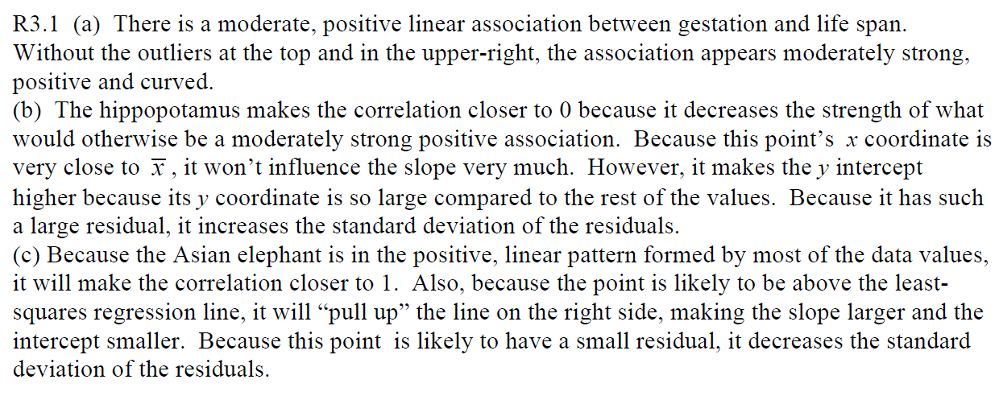 R3.1 (a) There is a moderate, positive linear association between gestation and life span.
Without the outliers at the top and in the upper-right, the association appears moderately strong,
positive and curved.
(b) The hippopotamus makes the correlation closer to 0 because it decreases the strength of what
would otherwise be a moderately strong positive association. Because this point’s x coordinate is
very close to x̅ , it won’t influence the slope very much. However, it makes the y intercept
higher because its y coordinate is so large compared to the rest of the values. Because it has such
a large residual, it increases the standard deviation of the residuals.
(c) Because the Asian elephant is in the positive, linear pattern formed by most of the data values,
it will make the correlation closer to 1. Also, because the point is likely to be above the least-
squares regression line, it will “pull up” the line on the right side, making the slope larger and the
intercept smaller. Because this point is likely to have a small residual, it decreases the standard
deviation of the residuals.